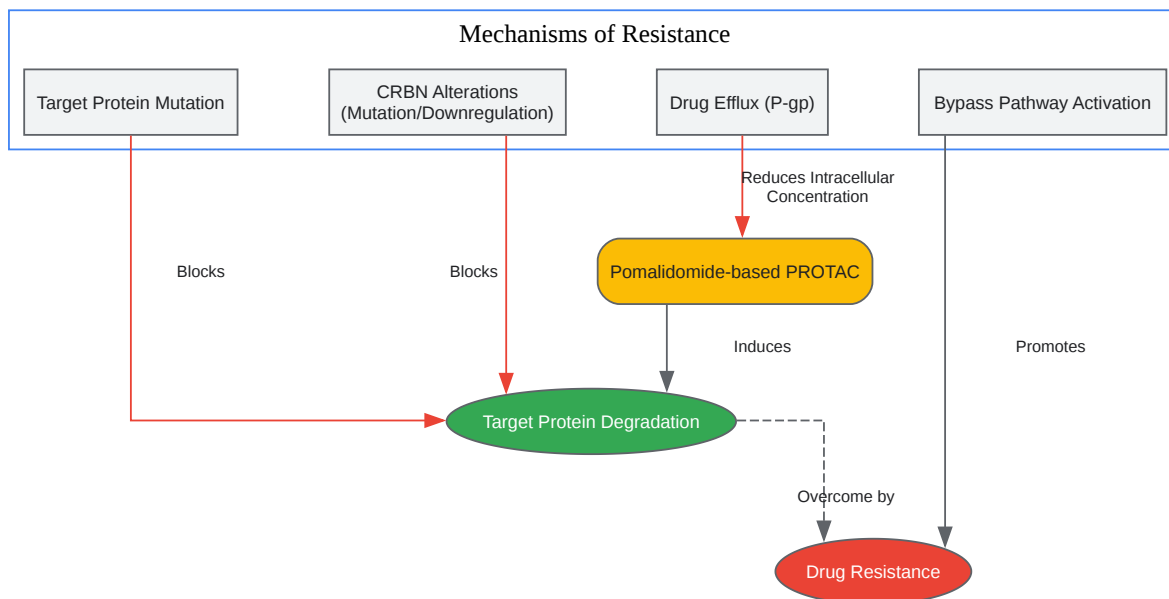 Mechanisms of Resistance
Target Protein Mutation
CRBN Alterations
(Mutation/Downregulation)
Drug Efflux (P-gp)
Bypass Pathway Activation
Reduces Intracellular
Concentration
Blocks
Blocks
Pomalidomide-based PROTAC
Induces
Promotes
Target Protein Degradation
Overcome by
Drug Resistance